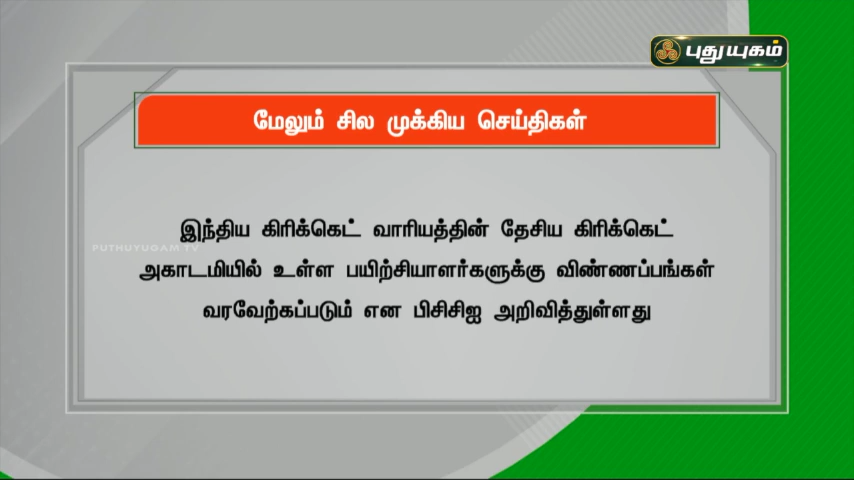 புதுயுகம்
மேலும் சில முக்கிய செய்திகள்
இந்திய கிரிக்கெட் வாரியத்தின் தேசிய கிரிக்கெட்
PUTHUYUGAM TV
அகாடமியில் உள்ள பயிற்சியாளர்களுக்கு விண்ணப்பங்கள்
வரவேற்கப்படும் என பிசிசிஐ அறிவித்துள்ளது